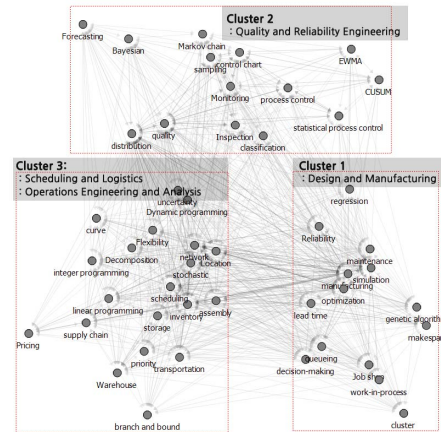 Cluster 2
: Quality and Reliability Engineering
Forecasting
Bayesian
Markov chain
sampling
control chart
EWMA
CUSUM
Monitoring
process control
distribution
quality
Inspection
classification
statistical process control
Cluster 3:
: Scheduling and Logistics
: Operations Engineering and Analysis
Cluster 1
: Design and Manufacturing
uncertainty
Dynamic programming
curve
Flexibility
Decomposition
network
Location
stochastic
integer programming
scheduling
linear programming
inventory
assembly
storage
supply chain
Pricing
priority
transportation
Warehouse
branch and bound
regression
Reliability
maintenance
simulation
manufacturing
optimization
lead time
genetic algorith
makespa
queueing
decision-making
Job sh
work-in-process
cluster